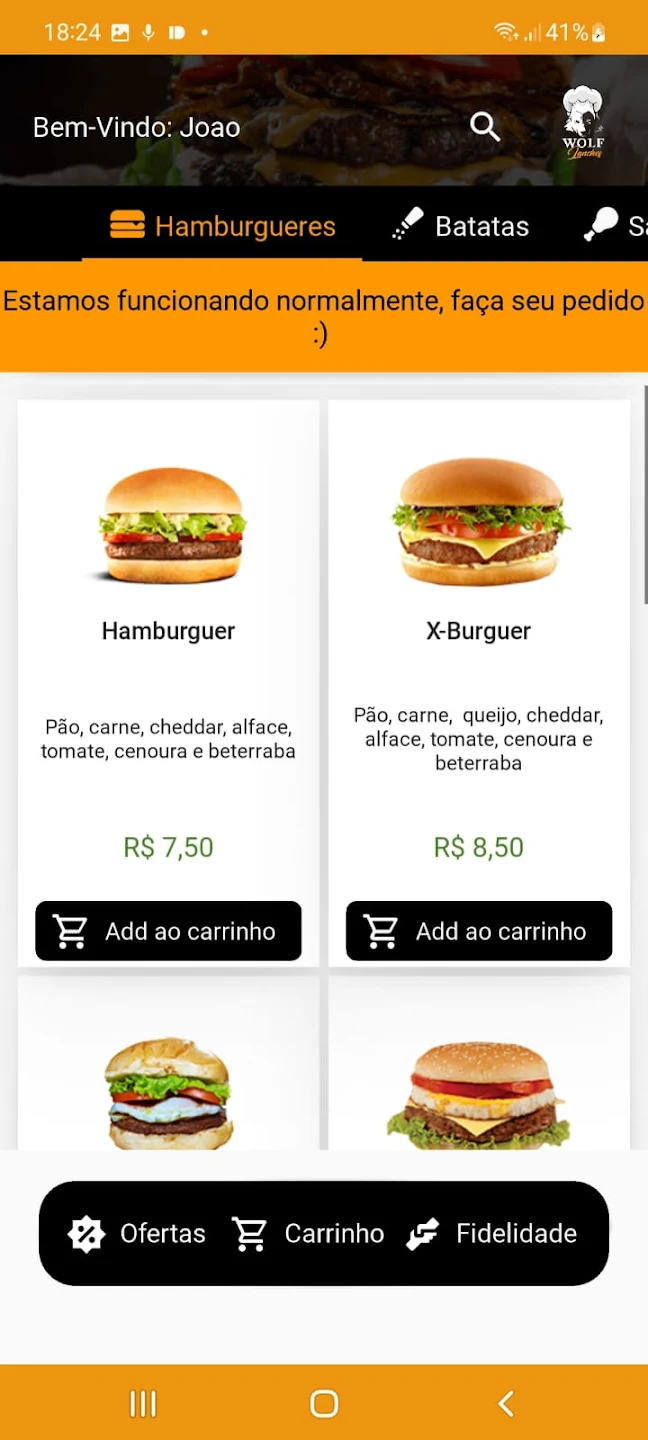 18:24
41%
Bem-Vindo: Joao
WOLF
Lanches
Hamburgueres
Batatas
Estamos funcionando normalmente, faça seu pedido
:)
Hamburguer
X-Burguer
Pão, carne, cheddar, alface,
tomate, cenoura e beterraba
Pão, carne, queijo, cheddar,
alface, tomate, cenoura e
beterraba
R$ 7,50
R$ 8,50
Add ao carrinho
Add ao carrinho
Ofertas
Carrinho
Fidelidade